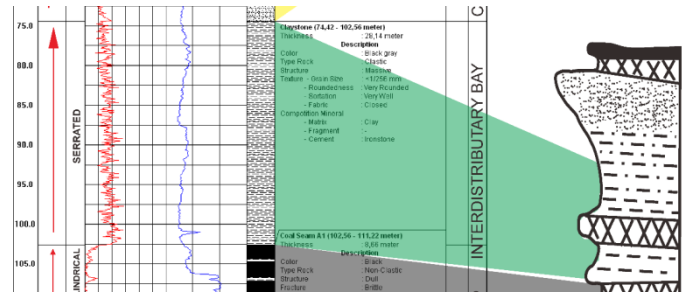 C
75.0
80.0
85.0
90.0
95.0
100.0
105.0
SERRATED
Claystone (74,42 - 102,56 meter)
Thickness : 28,14 meter
Description
Color : Black gray
Type Rock : Clastic
Structure : Massive
Texture - Grain Size : <1/256 mm
- Roundedness : Very Rounded
- Sortation : Very Well
- Fabric : Closed
Compotition Mineral
- Matrix : Clay
- Fragment : -
- Cement : Ironstone
Coal Seam A1 (102,56 - 111,22 meter)
Thickness : 8,66 meter
Description
Color : Black
Type Rock : Non-Clastic
Structure : Dull
Fracture : Brittle
INTERDISTRIBUTARY BAY
NDRICAL